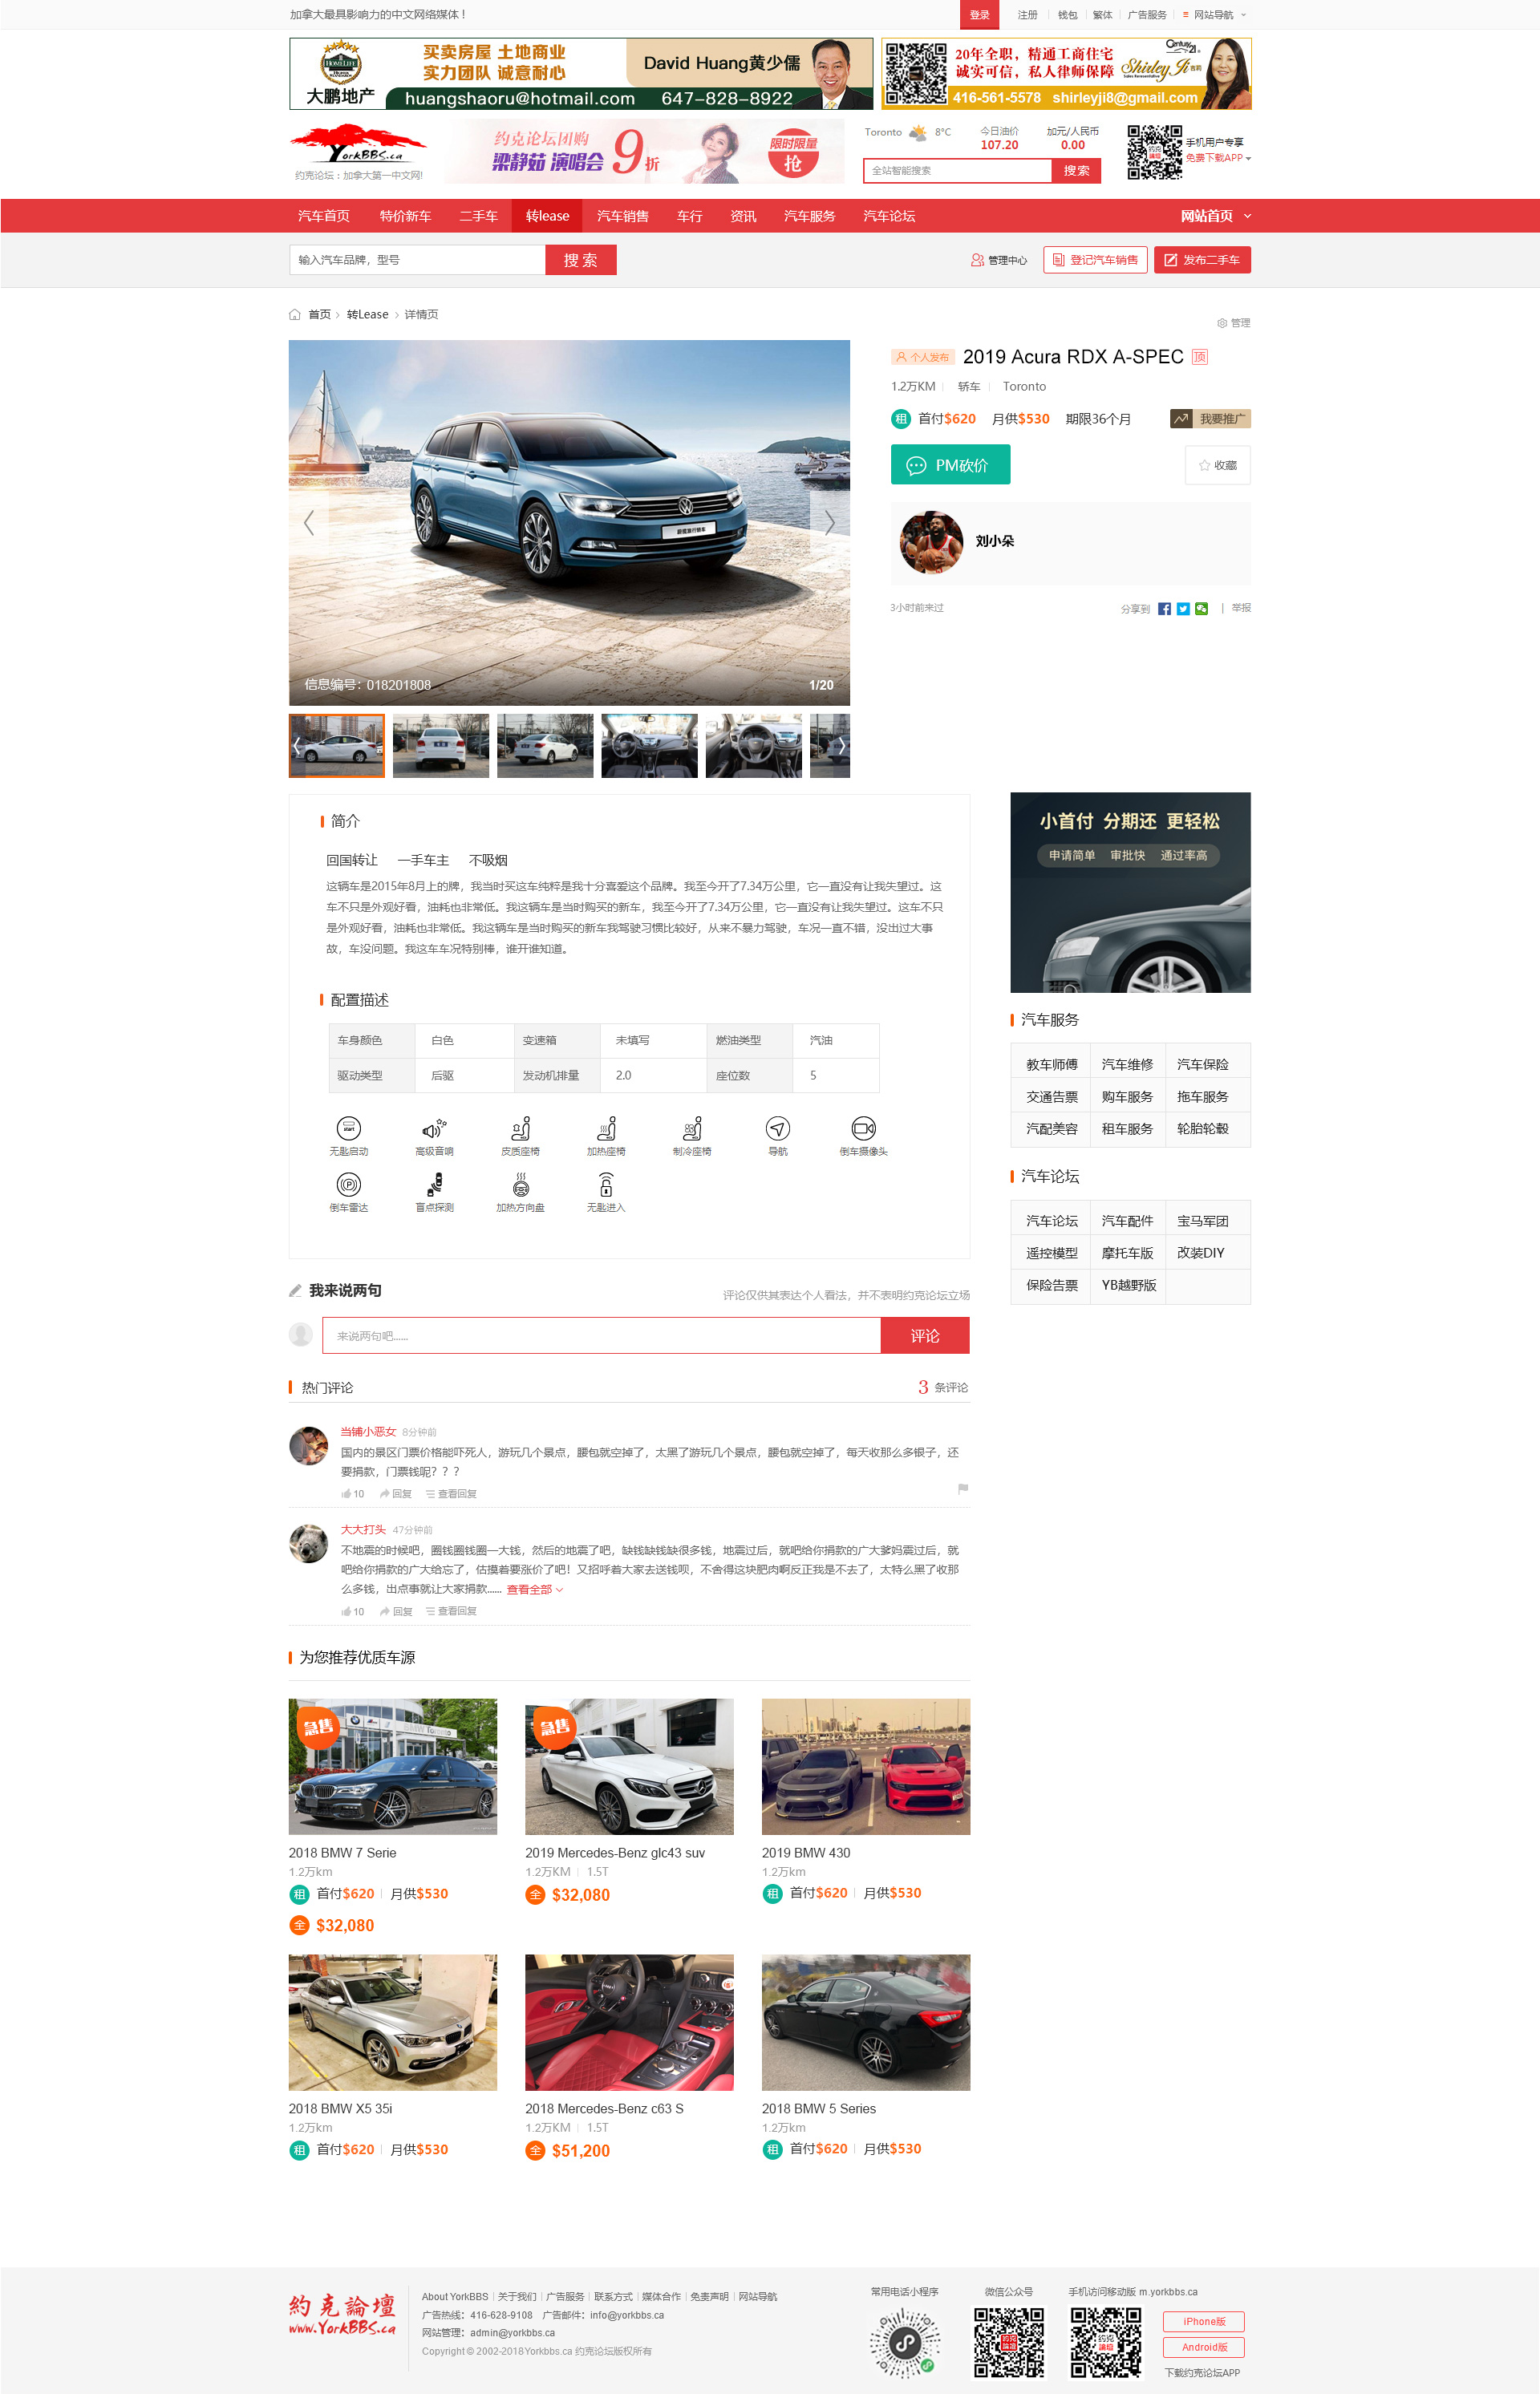 加拿大最具影响力的中文网络媒体！
登录 注册 钱包 繁体 广告服务 网站导航
HOMELIFE
大鹏地产
买卖房屋 土地商业
实力团队 诚意耐心
David Huang黄少儒
huangshaoru@hotmail.com 647-828-8922
20年全职，精通工商住宅
诚实可信，私人律师保障
Century 21
Shirley Ji 吉莉
Sales Representative
416-561-5578 shirleyji8@gmail.com
YorkBBS.ca
约克论坛：加拿大第一中文网!
约克论坛团购
梁静茹 演唱会
9折
限时限量
抢
Toronto 8°C
今日油价
107.20
加元/人民币
0.00
全站智能搜索 搜索
手机用户专享
免费下载APP
汽车首页 特价新车 二手车 转lease 汽车销售 车行 资讯 汽车服务 汽车论坛 网站首页
输入汽车品牌，型号 搜索
管理中心 登记汽车销售 发布二手车
首页 转Lease 详情页
管理
信息编号：018201808
1/20
个人发布 2019 Acura RDX A-SPEC 顶
1.2万KM 轿车 Toronto
租 首付$620 月供$530 期限36个月 我要推广
PM砍价 收藏
刘小朵
3小时前来过 分享到 | 举报
简介
回国转让 一手车主 不吸烟
这辆车是2015年8月上的牌，我当时买这车纯粹是我十分喜爱这个品牌。我至今开了7.34万公里，它一直没有让我失望过。这
车不只是外观好看，油耗也非常低。我这辆车是当时购买的新车，我至今开了7.34万公里，它一直没有让我失望过。这车不只
是外观好看，油耗也非常低。我这辆车是当时购买的新车我驾驶习惯比较好，从来不暴力驾驶，车况一直不错，没出过大事
故，车没问题。我这车车况特别棒，谁开谁知道。
配置描述
车身颜色 白色 变速箱 未填写 燃油类型 汽油
驱动类型 后驱 发动机排量 2.0 座位数 5
start
无匙启动 高级音响 皮质座椅 加热座椅 制冷座椅 导航 倒车摄像头
倒车雷达 盲点探测 加热方向盘 无匙进入
小首付 分期还 更轻松
申请简单 审批快 通过率高
汽车服务
教车师傅 汽车维修 汽车保险
交通告票 购车服务 拖车服务
汽配美容 租车服务 轮胎轮毂
汽车论坛
汽车论坛 汽车配件 宝马军团
遥控模型 摩托车版 改装DIY
保险告票 YB越野版
我来说两句
评论仅供其表达个人看法，并不表明约克论坛立场
来说两句吧...... 评论
热门评论 3 条评论
当铺小恶女 8分钟前
国内的景区门票价格能吓死人，游玩几个景点，腰包就空掉了，太黑了游玩几个景点，腰包就空掉了，每天收那么多银子，还
要捐款，门票钱呢？？？
10 回复 查看回复
大大打头 47分钟前
不地震的时候吧，圈钱圈钱圈一大钱，然后的地震了吧，缺钱缺钱缺很多钱，地震过后，就吧给你捐款的广大爹妈震过后，就
吧给你捐款的广大给忘了，估摸着要涨价了吧！又招呼着大家去送钱呗，不舍得这块肥肉啊反正我是不去了，太特么黑了收那
么多钱，出点事就让大家捐款...... 查看全部
10 回复 查看回复
为您推荐优质车源
急售 急售
BMW Toronto
2018 BMW 7 Serie
1.2万km
租 首付$620 月供$530
全 $32,080
2019 Mercedes-Benz glc43 suv
1.2万KM 1.5T
全 $32,080
2019 BMW 430
1.2万km
租 首付$620 月供$530
2018 BMW X5 35i
1.2万km
租 首付$620 月供$530
2018 Mercedes-Benz c63 S
1.2万KM 1.5T
全 $51,200
2018 BMW 5 Series
1.2万km
租 首付$620 月供$530
約克論壇
www.YorkBBS.ca
About YorkBBS 关于我们 广告服务 联系方式 媒体合作 免责声明 网站导航
广告热线：416-628-9108 广告邮件：info@yorkbbs.ca
网站管理：admin@yorkbbs.ca
Copyright © 2002-2018Yorkbbs.ca 约克论坛版权所有
常用电话小程序
微信公众号
手机访问移动版 m.yorkbbs.ca
iPhone版
Android版
下载约克论坛APP